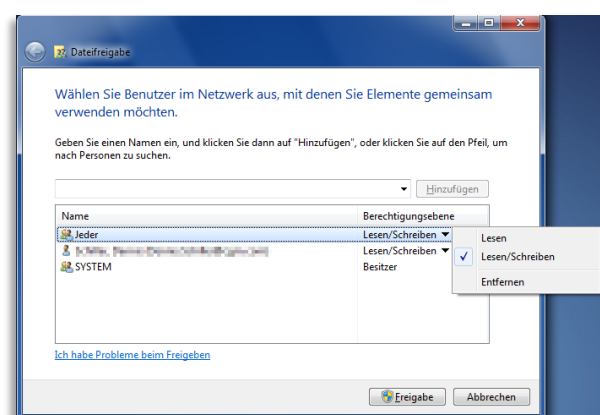 Dateifreigabe
Wählen Sie Benutzer im Netzwerk aus, mit denen Sie Elemente gemeinsam
verwenden möchten.
Geben Sie einen Namen ein, und klicken Sie dann auf "Hinzufügen", oder klicken Sie auf den Pfeil, um
nach Personen zu suchen.
Hinzufügen
Name Berechtigungsebene
Jeder Lesen/Schreiben
Lesen/Schreiben
SYSTEM Besitzer
Lesen
Lesen/Schreiben
Entfernen
Ich habe Probleme beim Freigeben
Freigabe Abbrechen